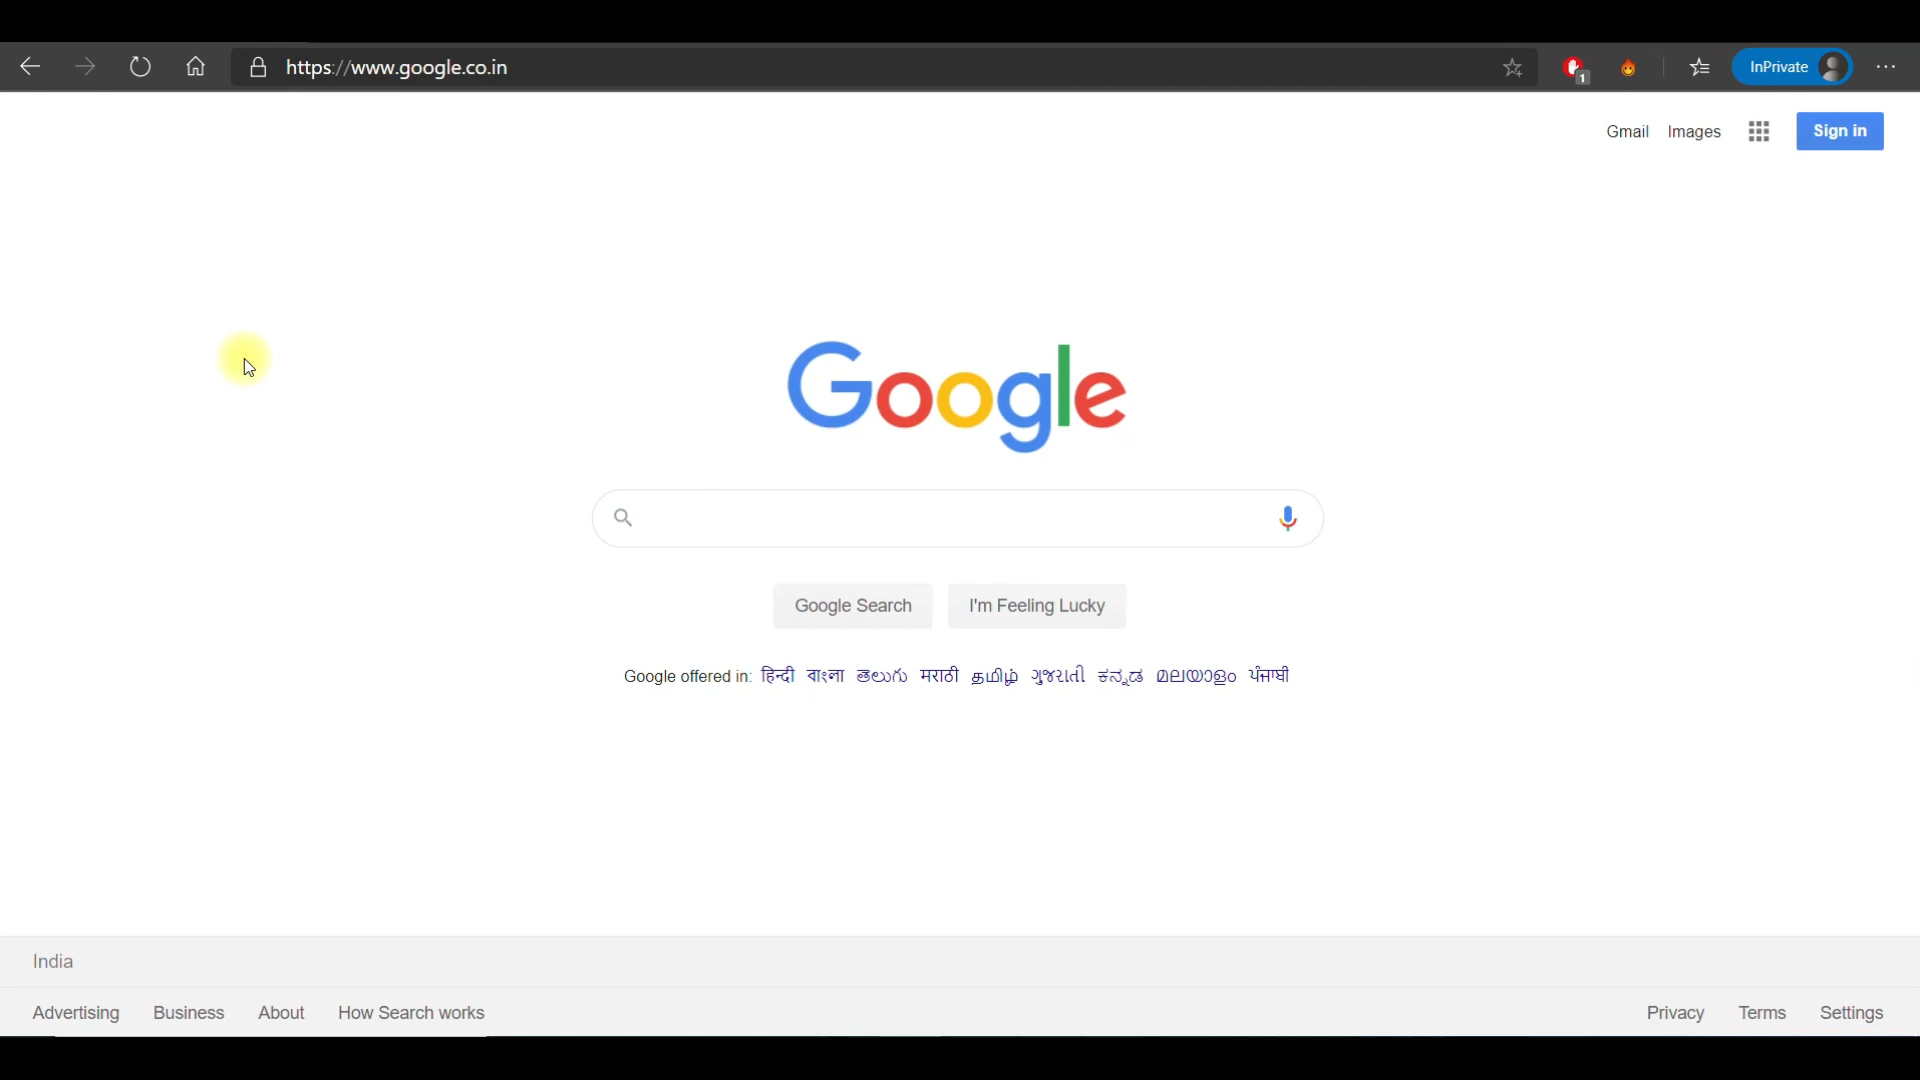 https://www.google.co.in
1
InPrivate
Gmail Images
Sign in
Google
Google Search I'm Feeling Lucky
Google offered in: हिन्दी বাংলা తెలుగు मराठी தமிழ் ગુજરાતી ಕನ್ನಡ മലയാളം ਪੰਜਾਬੀ
India
Advertising Business About How Search works Privacy Terms Settings